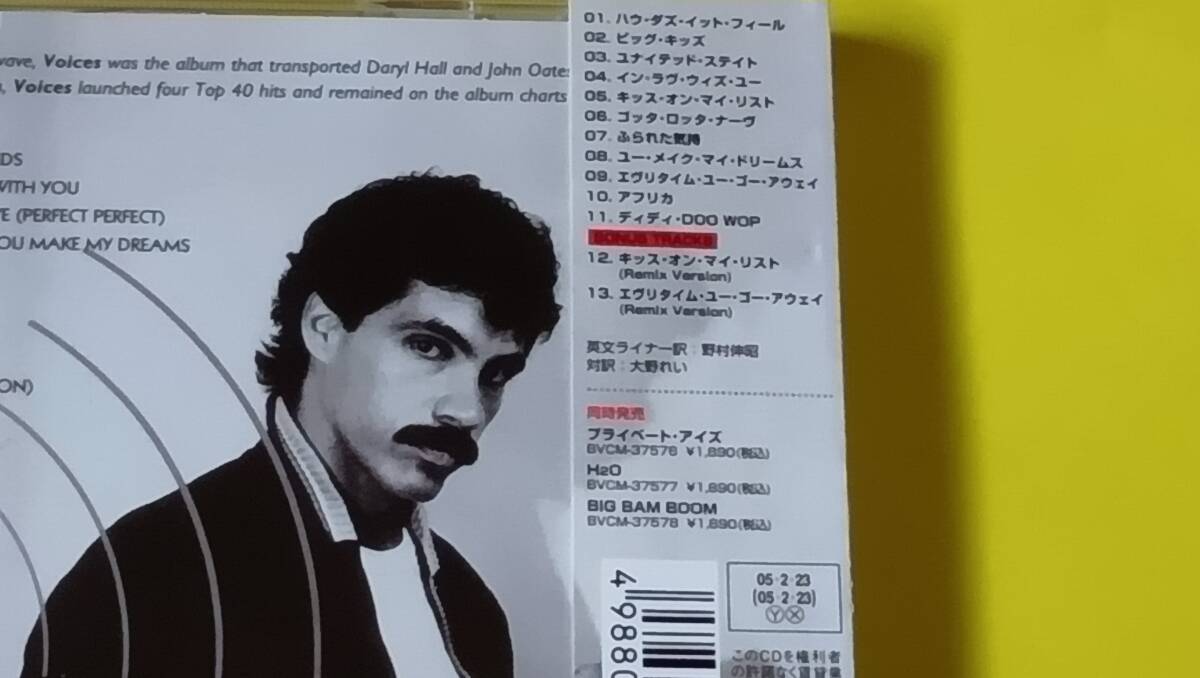 wave, Voices was the album that transported Daryl Hall and John Oates
, Voices launched four Top 40 hits and remained on the album charts
DS
WITH YOU
E (PERFECT PERFECT)
OU MAKE MY DREAMS
ON)
01. ハウ・ダズ・イット・フィール
02. ビッグ・キッズ
03. ユナイテッド・ステイト
04. イン・ラヴ・ウィズ・ユー
05. キッス・オン・マイ・リスト
06. ゴッタ・ロッタ・ナーヴ
07. ふられた気持
08. ユー・メイク・マイ・ドリームス
09. エヴリタイム・ユー・ゴー・アウェイ
10. アフリカ
11. ディディ・DOO WOP
BONUS TRACKS
12. キッス・オン・マイ・リスト
(Remix Version)
13. エヴリタイム・ユー・ゴー・アウェイ
(Remix Version)
英文ライナー訳：野村伸昭
対訳：大野れい
同時発売
プライベート・アイズ
BVCM-37576 ¥1,890(税込)
H2O
BVCM-37577 ¥1,890(税込)
BIG BAM BOOM
BVCM-37578 ¥1,890(税込)
49880
05・2・23
(05・2・23)
Ⓨⓧ
このCDを権利者
の許諾なく賃貸業